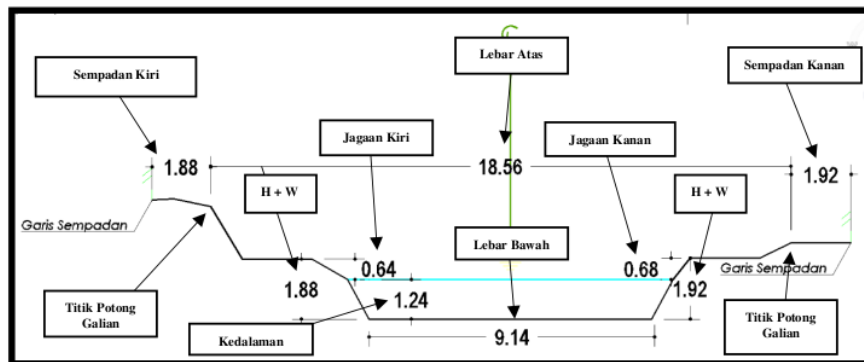 Lebar Atas
Sempadan Kiri
Sempadan Kanan
Jagaan Kiri
Jagaan Kanan
1.88
18.56
1.92
H + W
H + W
Garis Sempadan
Lebar Bawah
0.64
0.68
Garis Sempadan
1.88
1.24
1.92
Titik Potong
Galian
Titik Potong
Galian
Kedalaman
9.14